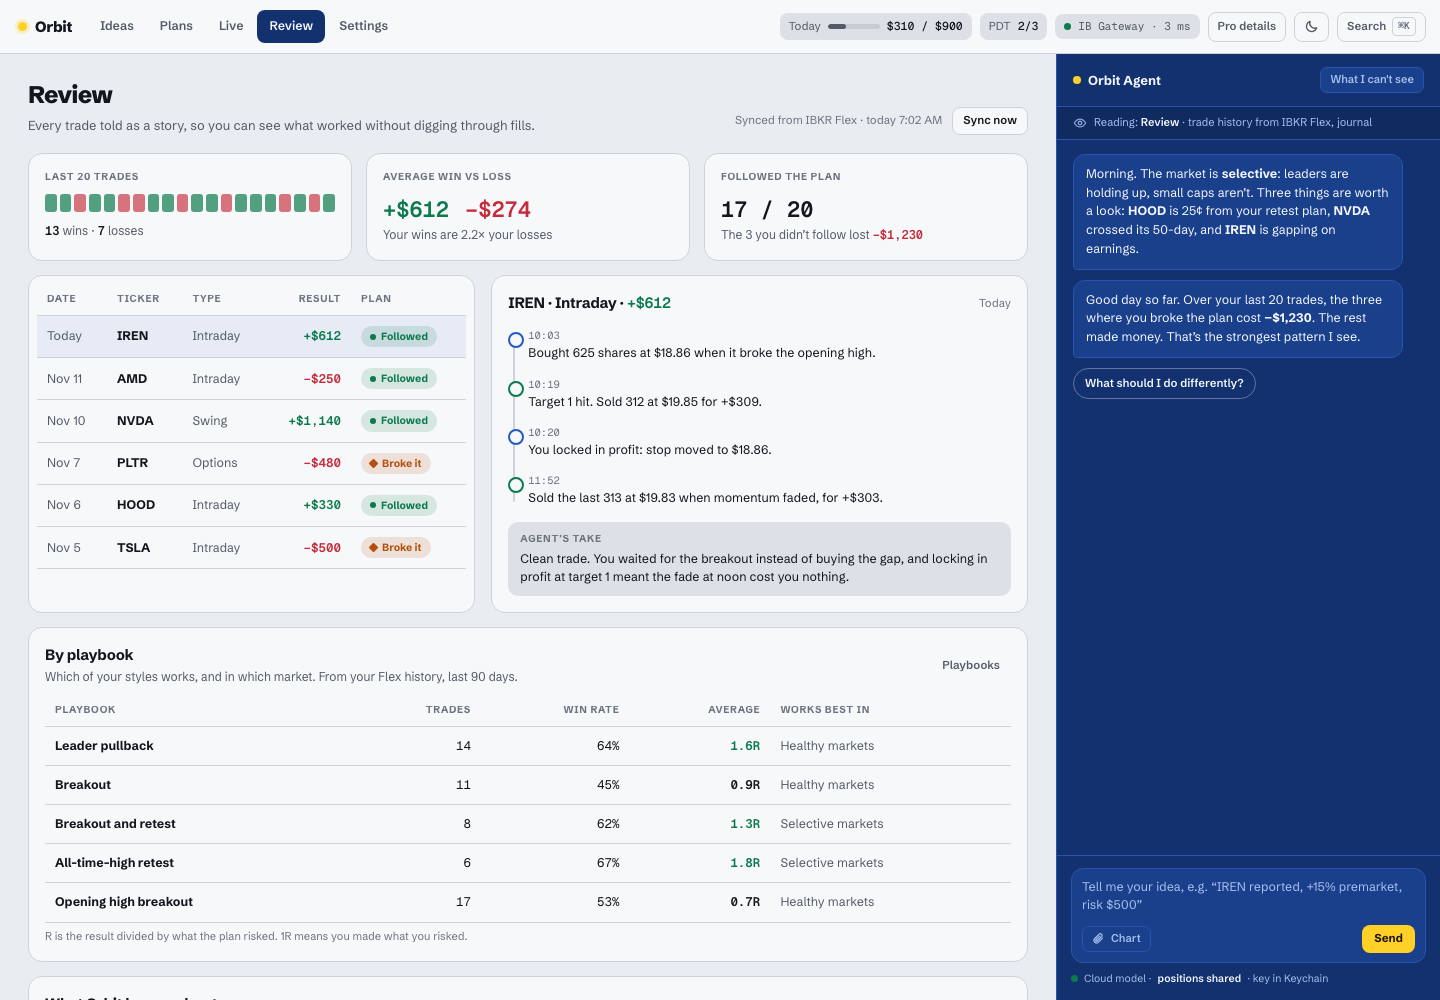 Orbit
Ideas
Plans
Live
Review
Settings
Today $310 / $900
PDT 2/3
IB Gateway · 3 ms
Pro details
Search ⌘K
Review
Every trade told as a story, so you can see what worked without digging through fills.
Synced from IBKR Flex · today 7:02 AM
Sync now
LAST 20 TRADES
13 wins · 7 losses
AVERAGE WIN VS LOSS
+$612 −$274
Your wins are 2.2× your losses
FOLLOWED THE PLAN
17 / 20
The 3 you didn’t follow lost −$1,230
DATE TICKER TYPE RESULT PLAN
Today IREN Intraday +$612 Followed
Nov 11 AMD Intraday −$250 Followed
Nov 10 NVDA Swing +$1,140 Followed
Nov 7 PLTR Options −$480 Broke it
Nov 6 HOOD Intraday +$330 Followed
Nov 5 TSLA Intraday −$500 Broke it
IREN · Intraday · +$612
Today
10:03
Bought 625 shares at $18.86 when it broke the opening high.
10:19
Target 1 hit. Sold 312 at $19.85 for +$309.
10:20
You locked in profit: stop moved to $18.86.
11:52
Sold the last 313 at $19.83 when momentum faded, for +$303.
AGENT’S TAKE
Clean trade. You waited for the breakout instead of buying the gap, and locking in
profit at target 1 meant the fade at noon cost you nothing.
By playbook
Which of your styles works, and in which market. From your Flex history, last 90 days.
Playbooks
PLAYBOOK TRADES WIN RATE AVERAGE WORKS BEST IN
Leader pullback 14 64% 1.6R Healthy markets
Breakout 11 45% 0.9R Healthy markets
Breakout and retest 8 62% 1.3R Selective markets
All-time-high retest 6 67% 1.8R Selective markets
Opening high breakout 17 53% 0.7R Healthy markets
R is the result divided by what the plan risked. 1R means you made what you risked.
Orbit Agent
What I can’t see
Reading: Review · trade history from IBKR Flex, journal
Morning. The market is selective: leaders are
holding up, small caps aren’t. Three things are worth
a look: HOOD is 25¢ from your retest plan, NVDA
crossed its 50-day, and IREN is gapping on
earnings.
Good day so far. Over your last 20 trades, the three
where you broke the plan cost −$1,230. The rest
made money. That’s the strongest pattern I see.
What should I do differently?
Tell me your idea, e.g. “IREN reported, +15% premarket,
risk $500”
Chart
Send
Cloud model · positions shared · key in Keychain